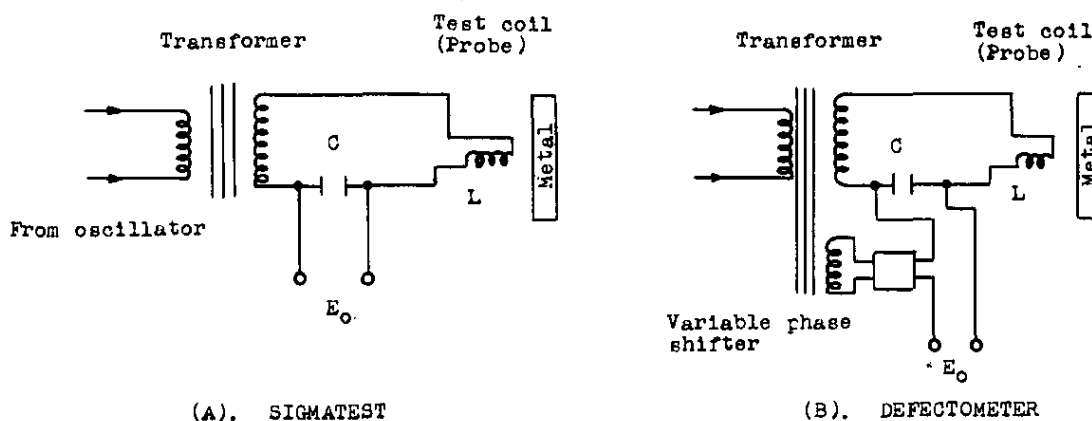 Transformer
Test coil
(Probe)
C
L
Metal
From oscillator
E₀
(A). SIGMATEST
Transformer
Test coil
(Probe)
C
L
Metal
Variable phase
shifter
E₀
(B). DEFECTOMETER